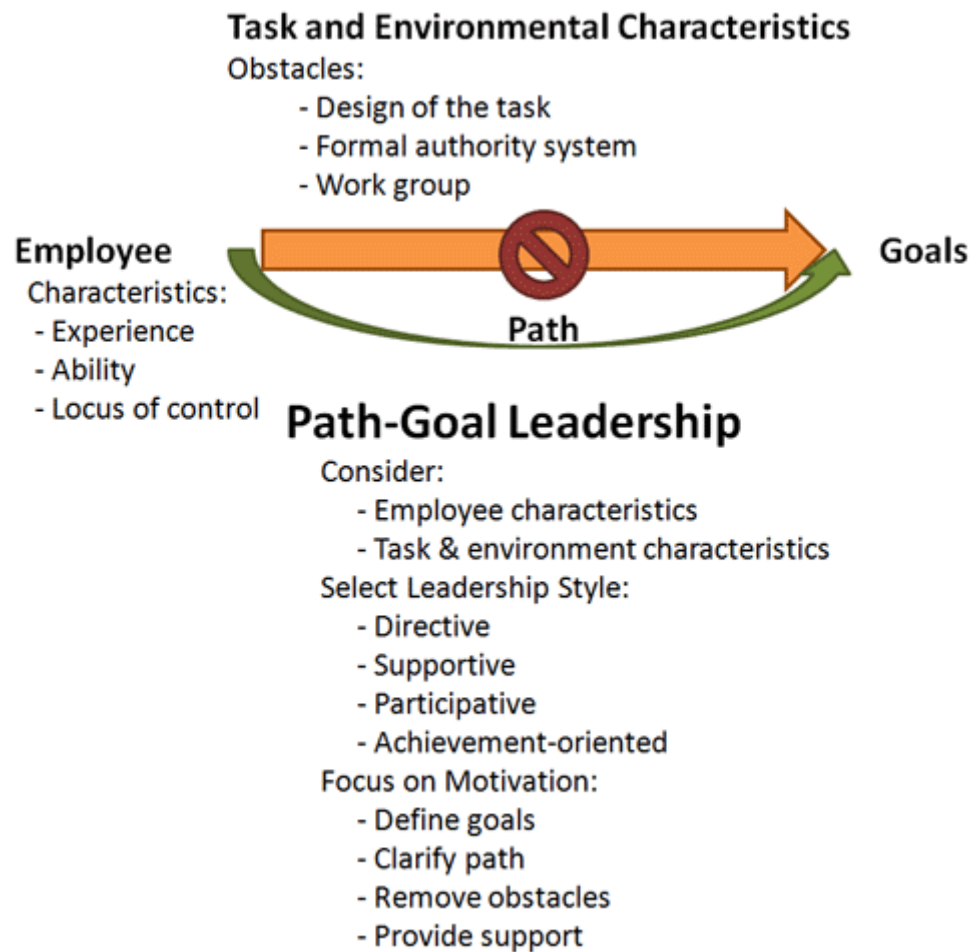 Task and Environmental Characteristics
Obstacles:
- Design of the task
- Formal authority system
- Work group
Employee
Characteristics:
- Experience
- Ability
- Locus of control
Path
Goals
Path-Goal Leadership
Consider:
- Employee characteristics
- Task & environment characteristics
Select Leadership Style:
- Directive
- Supportive
- Participative
- Achievement-oriented
Focus on Motivation:
- Define goals
- Clarify path
- Remove obstacles
- Provide support